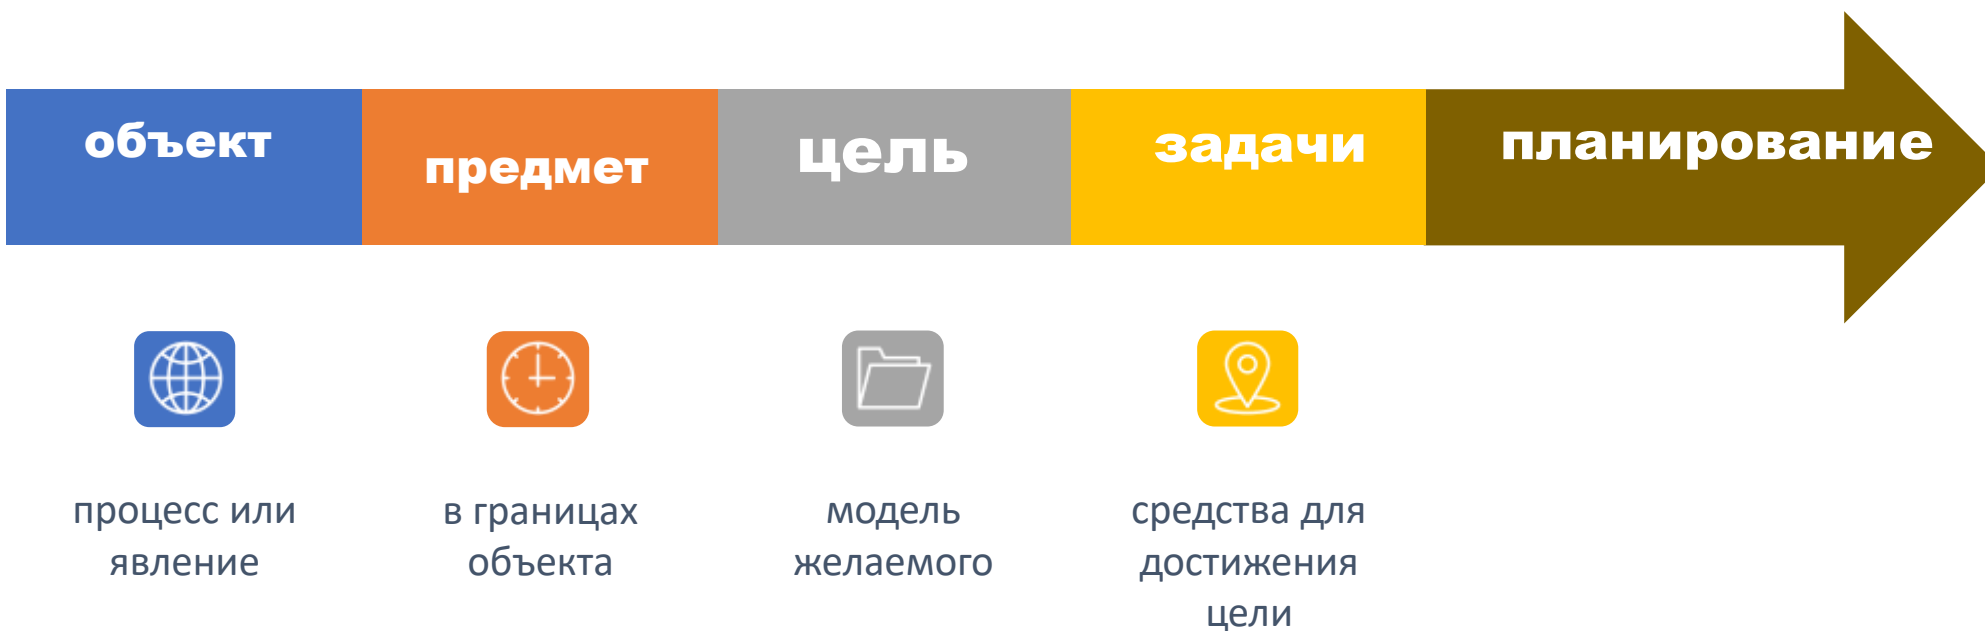 объект
предмет
цель
задачи
планирование
процесс или
явление
в границах
объекта
модель
желаемого
средства для
достижения
цели